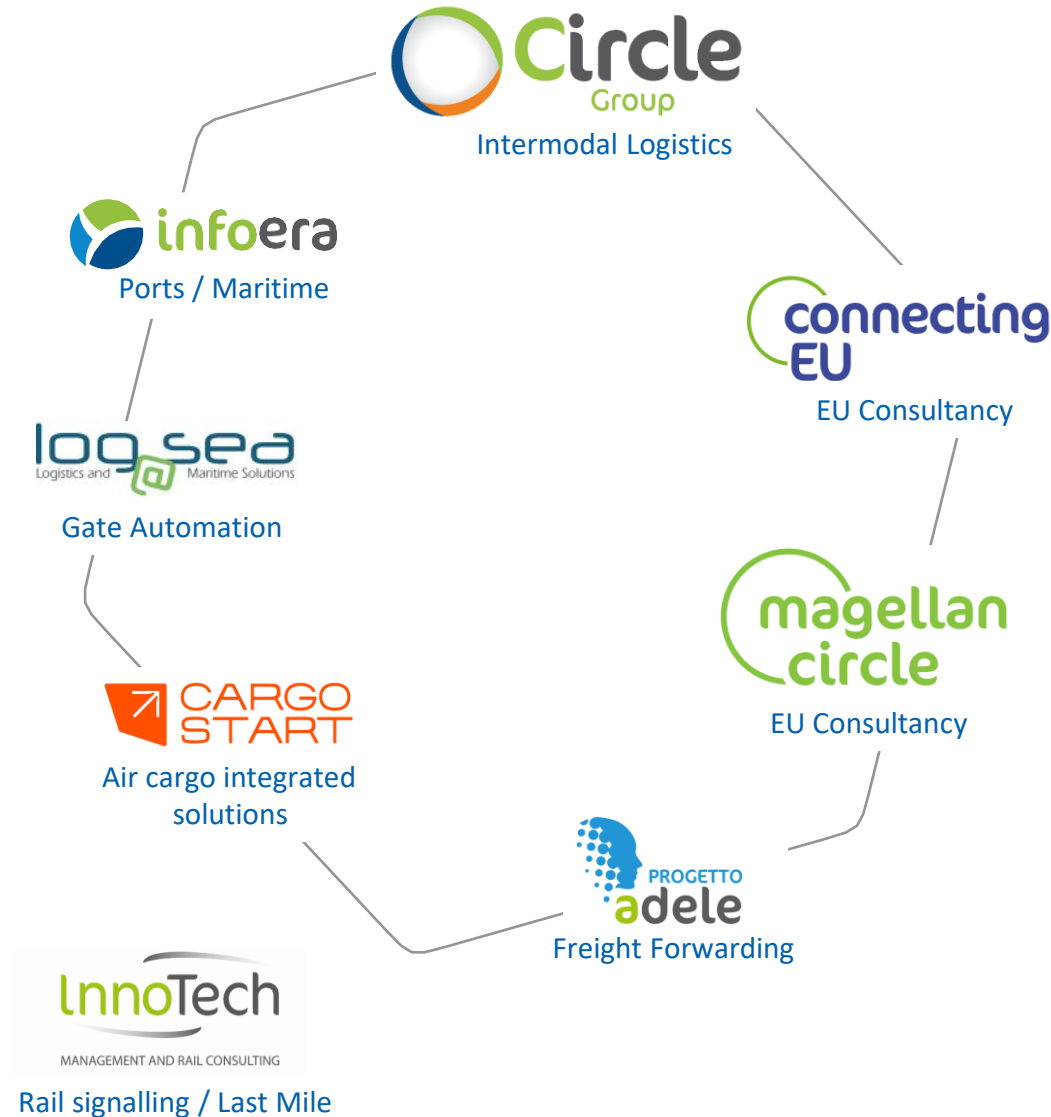 Circle
Group
Intermodal Logistics
infoera
Ports / Maritime
connecting
EU
EU Consultancy
log@sea
Logistics and Maritime Solutions
Gate Automation
magellan
circle
EU Consultancy
CARGO
START
Air cargo integrated
solutions
PROGETTO
adele
Freight Forwarding
InnoTech
MANAGEMENT AND RAIL CONSULTING
Rail signalling / Last Mile